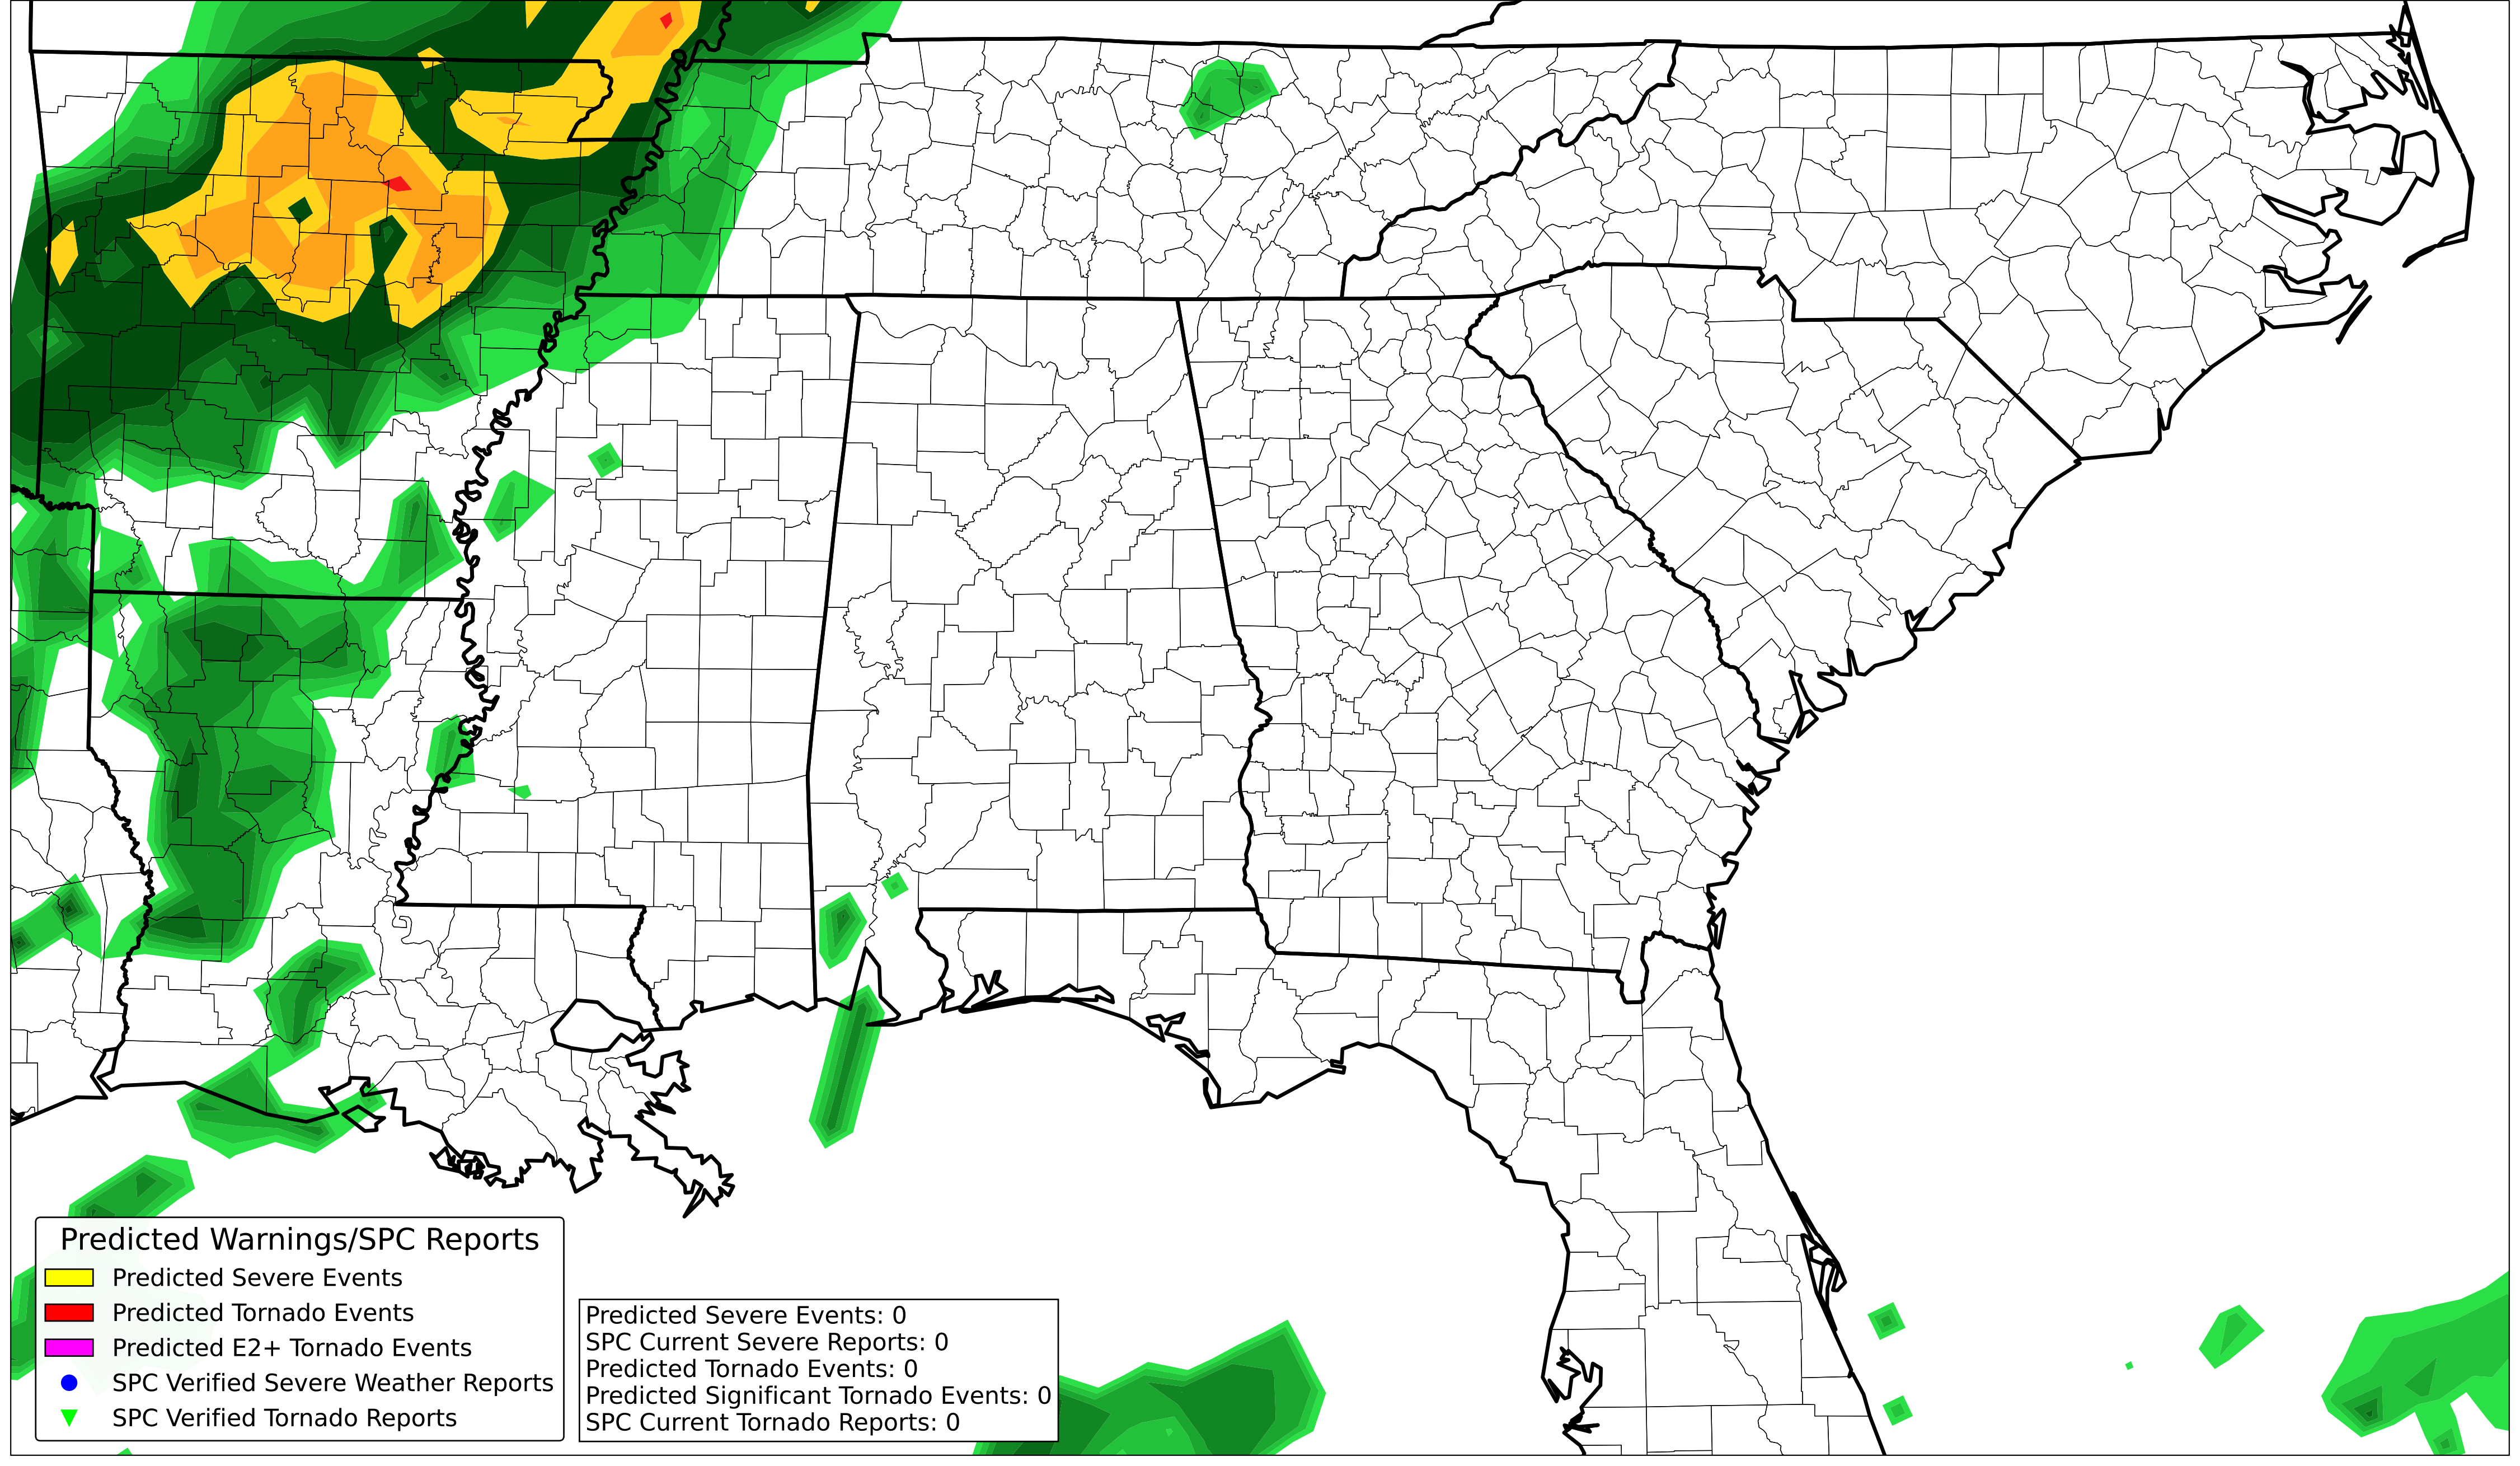 Predicted Warnings/SPC Reports
Predicted Severe Events
Predicted Tornado Events
Predicted E2+ Tornado Events
SPC Verified Severe Weather Reports
SPC Verified Tornado Reports
Predicted Severe Events: 0
SPC Current Severe Reports: 0
Predicted Tornado Events: 0
Predicted Significant Tornado Events: 0
SPC Current Tornado Reports: 0